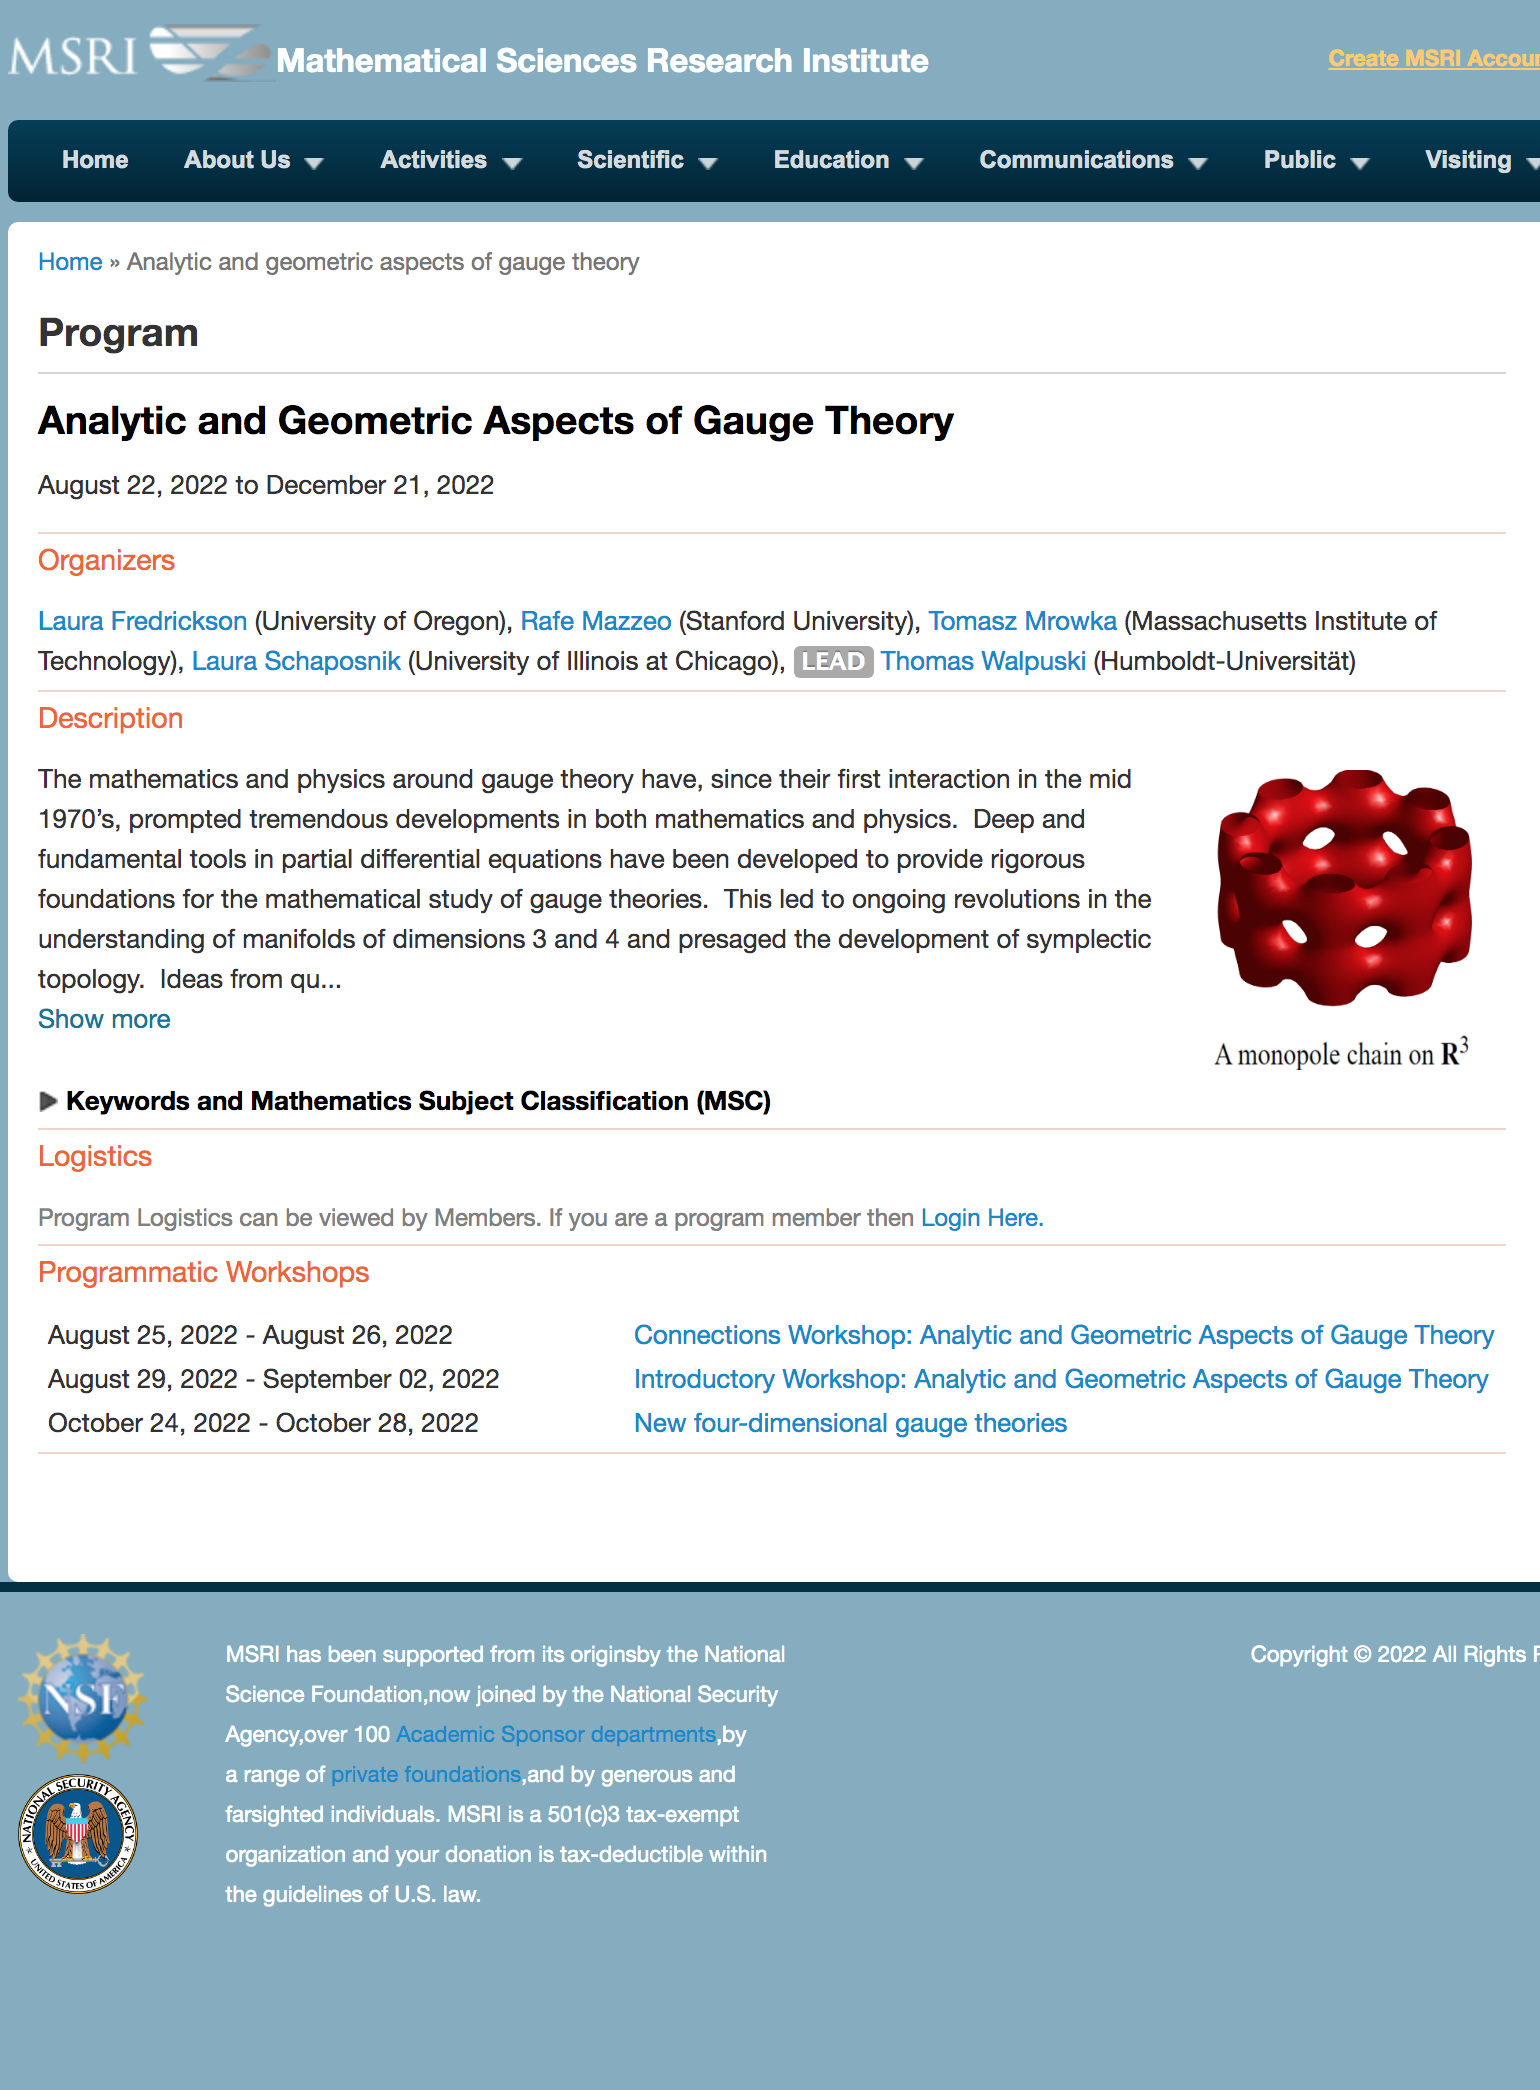 MSRI Mathematical Sciences Research Institute
Create MSRI Accoun
Home About Us Activities Scientific Education Communications Public Visiting
Home » Analytic and geometric aspects of gauge theory
Program
Analytic and Geometric Aspects of Gauge Theory
August 22, 2022 to December 21, 2022
Organizers
Laura Fredrickson (University of Oregon), Rafe Mazzeo (Stanford University), Tomasz Mrowka (Massachusetts Institute of
Technology), Laura Schaposnik (University of Illinois at Chicago), LEAD Thomas Walpuski (Humboldt-Universität)
Description
The mathematics and physics around gauge theory have, since their first interaction in the mid
1970’s, prompted tremendous developments in both mathematics and physics.  Deep and
fundamental tools in partial differential equations have been developed to provide rigorous
foundations for the mathematical study of gauge theories.  This led to ongoing revolutions in the
understanding of manifolds of dimensions 3 and 4 and presaged the development of symplectic
topology.  Ideas from qu...
Show more
A monopole chain on R³
Keywords and Mathematics Subject Classification (MSC)
Logistics
Program Logistics can be viewed by Members. If you are a program member then Login Here.
Programmatic Workshops
August 25, 2022 - August 26, 2022 Connections Workshop: Analytic and Geometric Aspects of Gauge Theory
August 29, 2022 - September 02, 2022 Introductory Workshop: Analytic and Geometric Aspects of Gauge Theory
October 24, 2022 - October 28, 2022 New four-dimensional gauge theories
NSF
NATIONAL SECURITY AGENCY
UNITED STATES OF AMERICA
MSRI has been supported from its originsby the National
Science Foundation,now joined by the National Security
Agency,over 100 Academic Sponsor departments,by
a range of private foundations,and by generous and
farsighted individuals. MSRI is a 501(c)3 tax-exempt
organization and your donation is tax-deductible within
the guidelines of U.S. law.
Copyright © 2022 All Rights